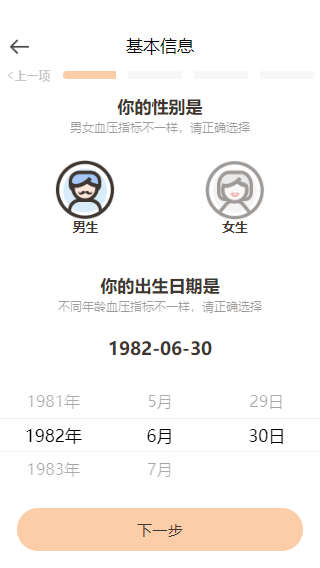 基本信息
<上一项
你的性别是
男女血压指标不一样，请正确选择
男生 女生
你的出生日期是
不同年龄血压指标不一样，请正确选择
1982-06-30
1981年 5月 29日
1982年 6月 30日
1983年 7月
下一步